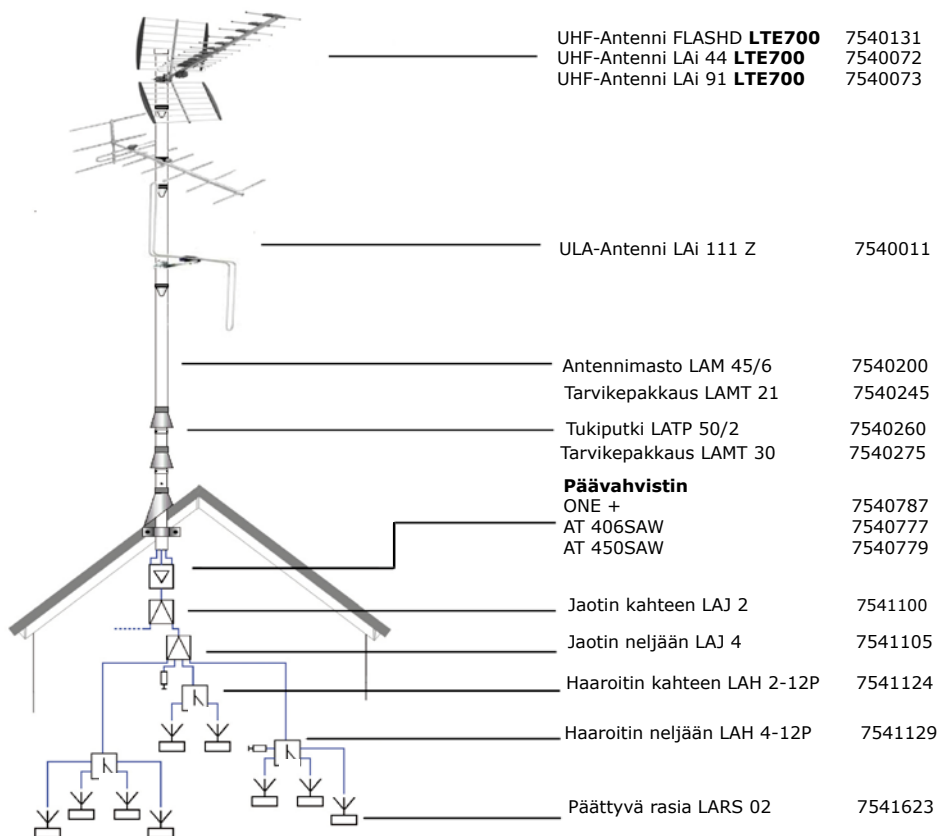 UHF-Antenni FLASHD LTE700 7540131
UHF-Antenni LAi 44 LTE700 7540072
UHF-Antenni LAi 91 LTE700 7540073
ULA-Antenni LAi 111 Z 7540011
Antennimasto LAM 45/6 7540200
Tarvikepakkaus LAMT 21 7540245
Tukiputki LATP 50/2 7540260
Tarvikepakkaus LAMT 30 7540275
Päävahvistin
ONE + 7540787
AT 406SAW 7540777
AT 450SAW 7540779
Jaotin kahteen LAJ 2 7541100
Jaotin neljään LAJ 4 7541105
Haaroitin kahteen LAH 2-12P 7541124
Haaroitin neljään LAH 4-12P 7541129
Päättyvä rasia LARS 02 7541623